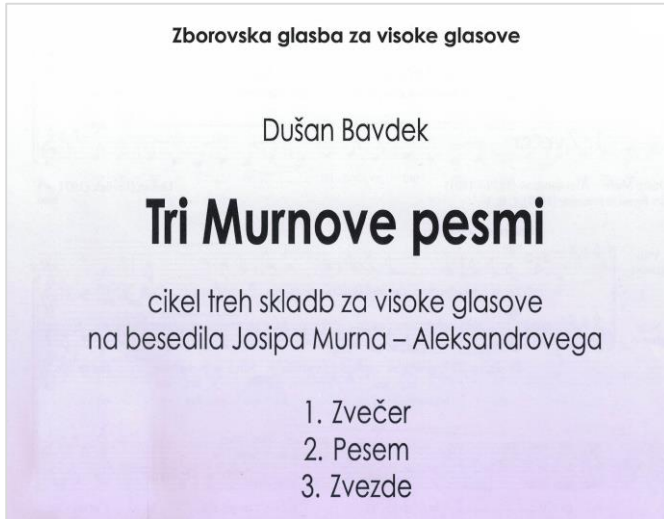 Zborovska glasba za visoke glasove
Dušan Bavdek
Tri Murnove pesmi
cikel treh skladb za visoke glasove
na besedila Josipa Murna – Aleksandrovega
1. Zvečer
2. Pesem
3. Zvezde